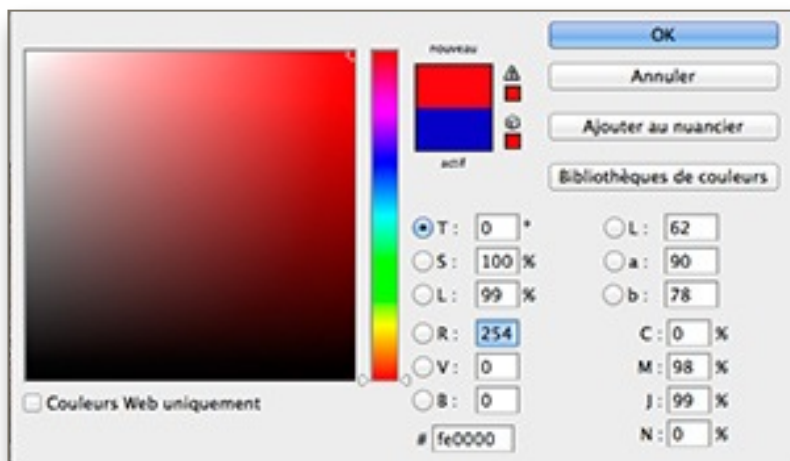 OK
nouveau
Annuler
Ajouter au nuancier
actif
Bibliothèques de couleurs
T : 0 °
L : 62
S : 100 %
a : 90
L : 99 %
b : 78
R : 254
C : 0 %
V : 0
M : 98 %
Couleurs Web uniquement
B : 0
J : 99 %
# fe0000
N : 0 %